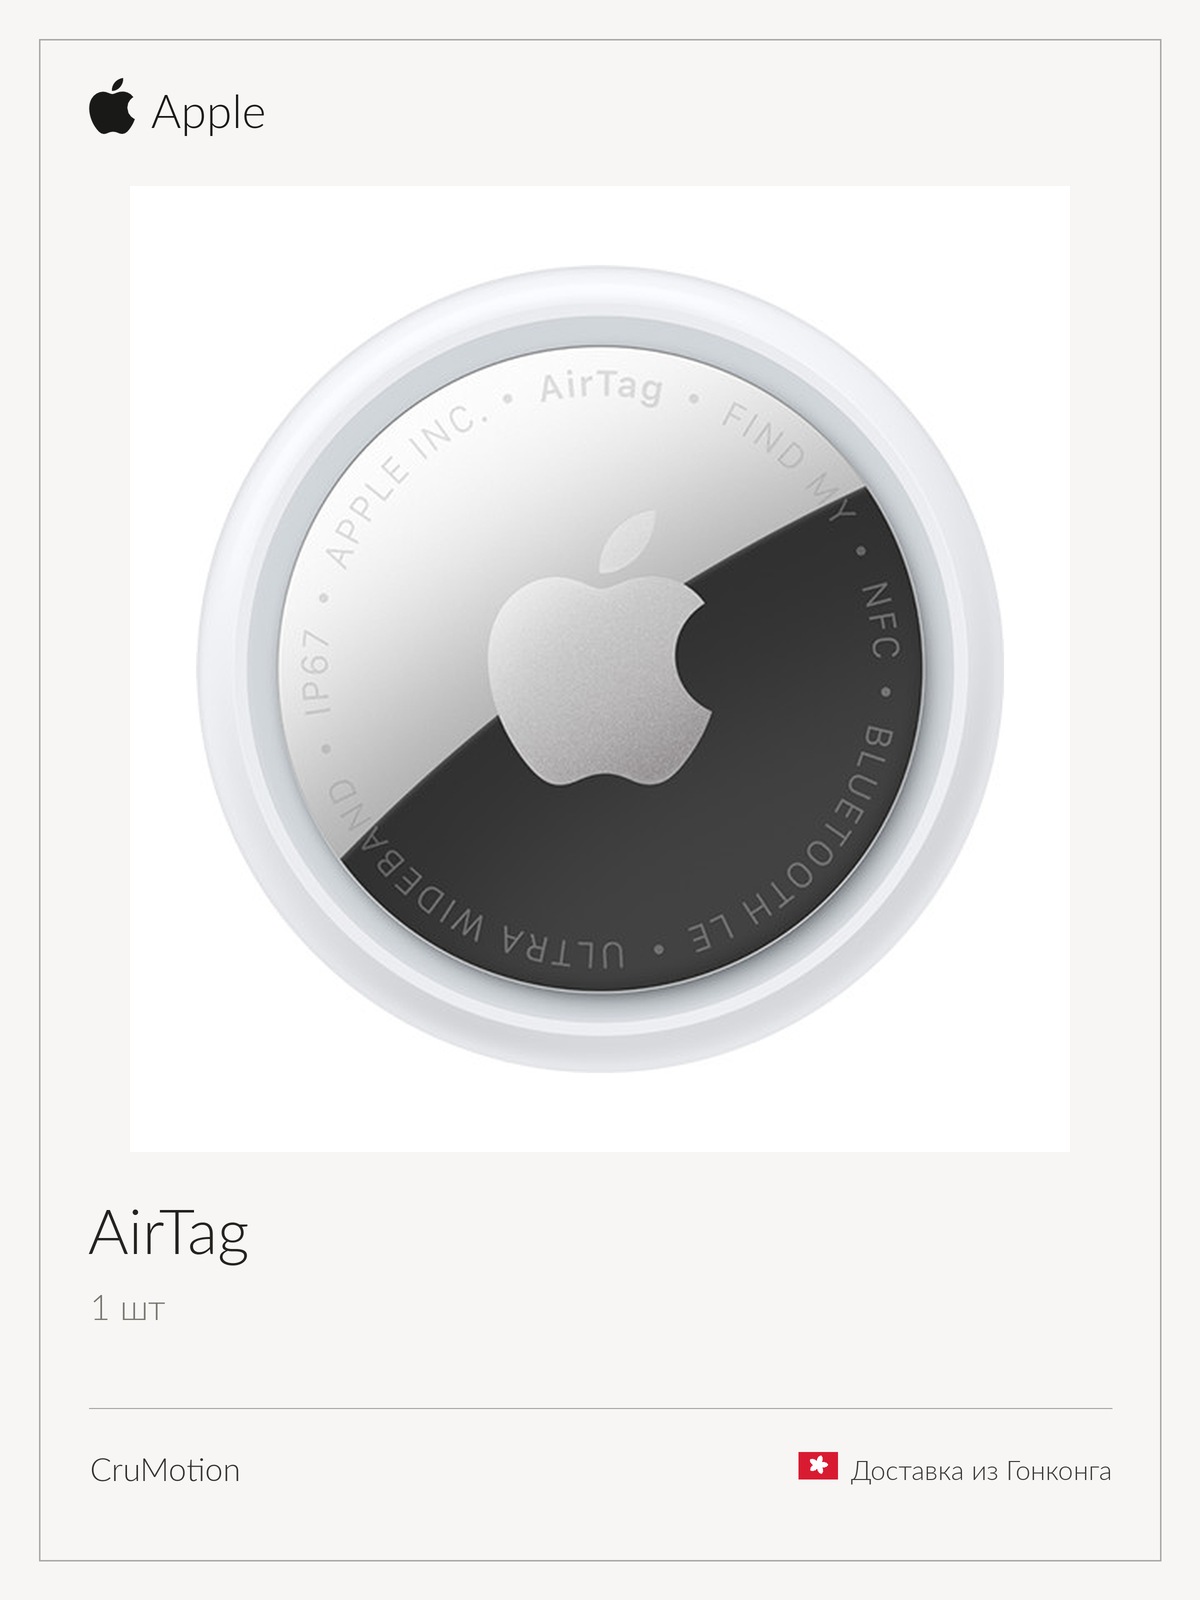 Apple
AirTag • FIND MY • NFC • BLUETOOTH LE • ULTRA WIDEBAND • IP67 • APPLE INC. •
AirTag
1 шт
CruMotion
Доставка из Гонконга